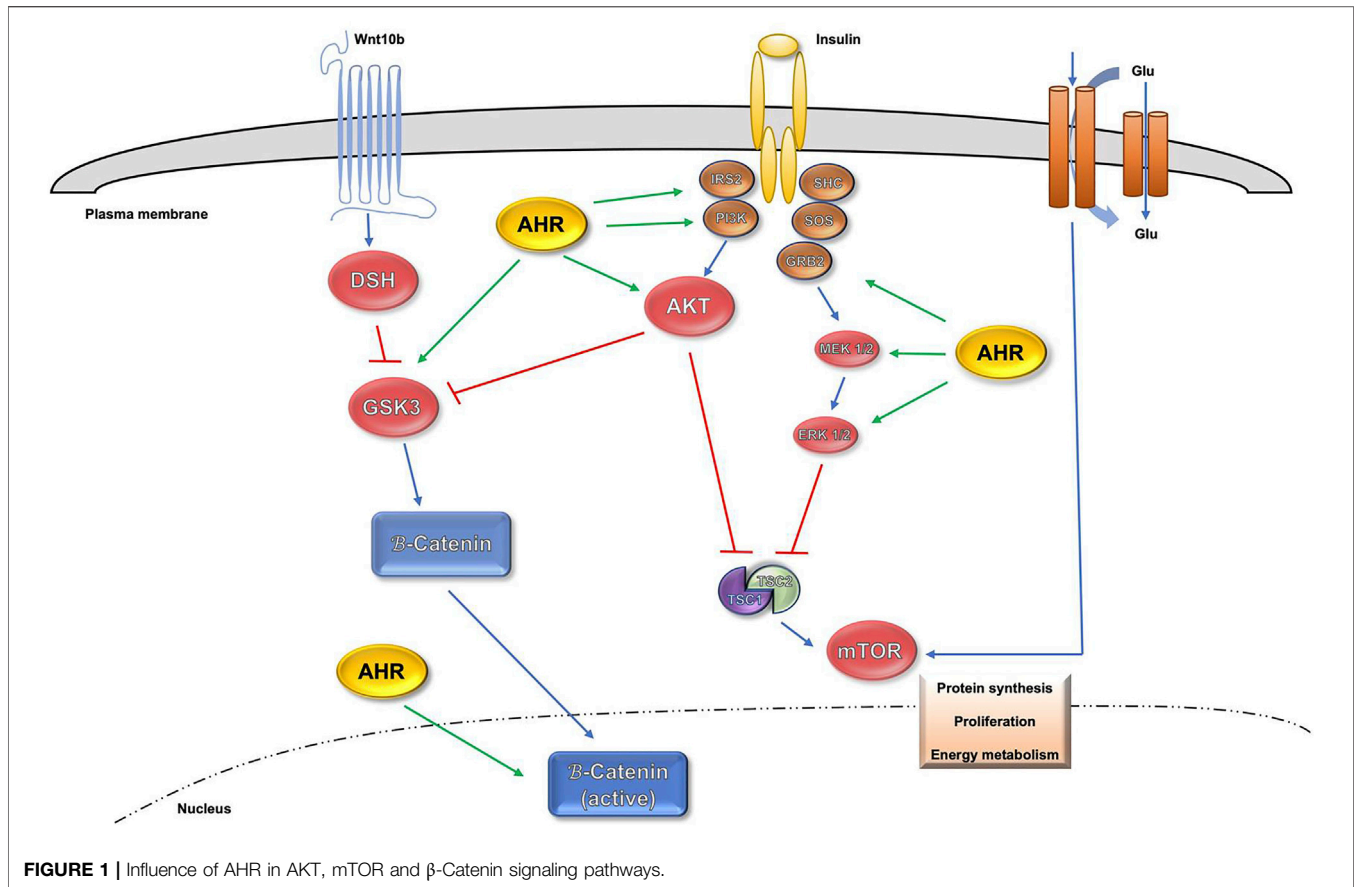 Wnt10b
Insulin
Glu
Plasma membrane
IRS2
SHC
PI3K
SOS
AHR
Glu
GRB2
DSH
AKT
MEK 1/2
AHR
GSK3
ERK 1/2
ℬ-Catenin
TSC2
TSC1
mTOR
AHR
Protein synthesis
Proliferation
Energy metabolism
ℬ-Catenin
(active)
Nucleus
FIGURE 1 | Influence of AHR in AKT, mTOR and β-Catenin signaling pathways.